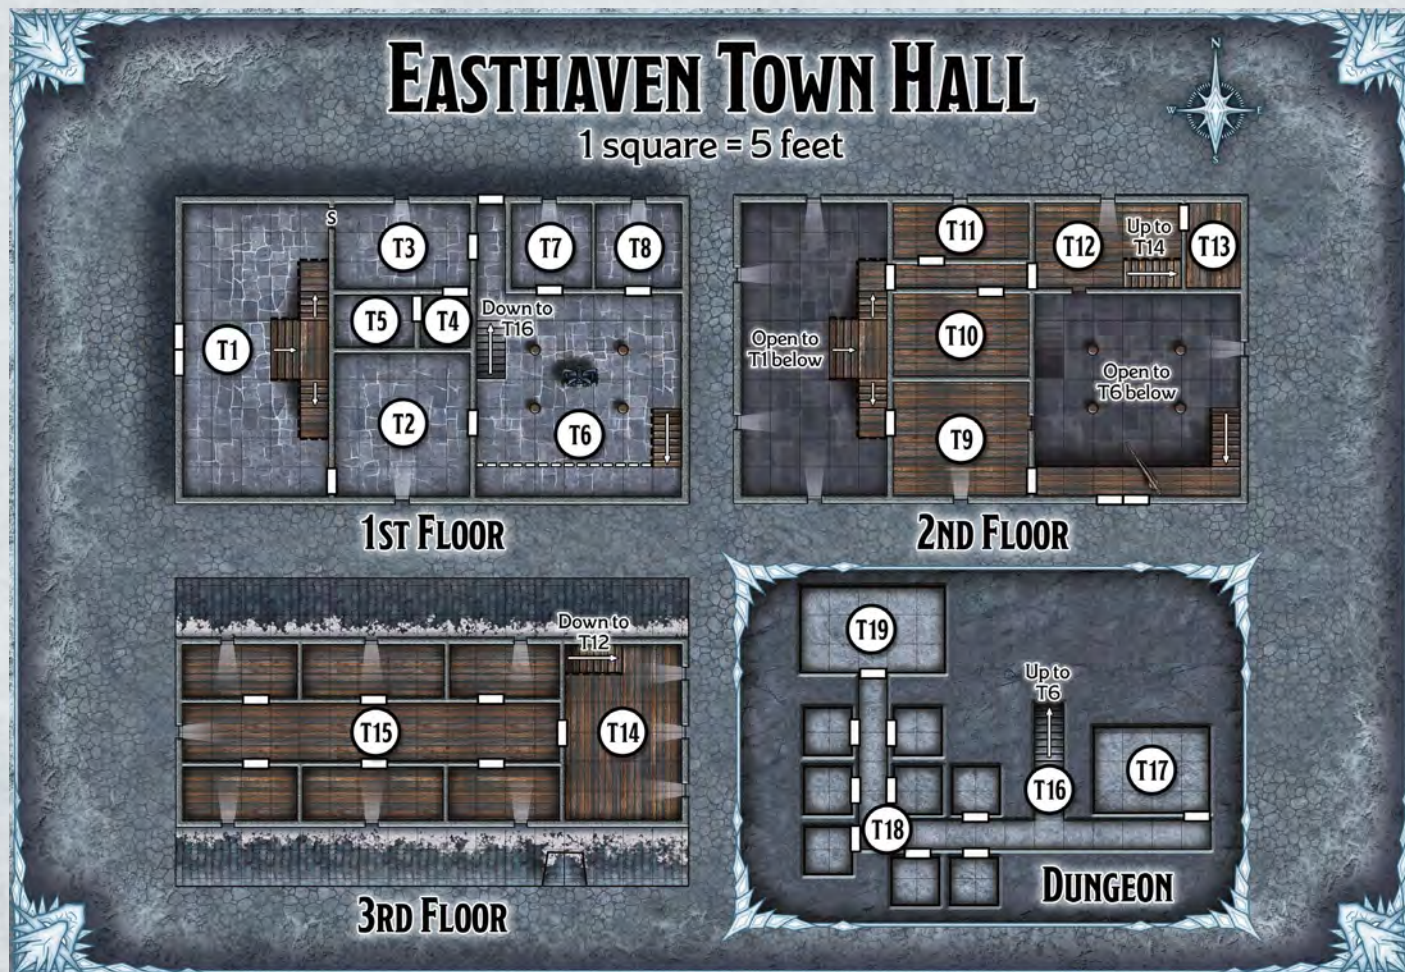 EASTHAVEN TOWN HALL
1 square = 5 feet
N
W
E
S
S
T3
T7
T8
T5
T4
Down to
T16
T1
T2
T6
1ST FLOOR
T11
T12
Up to
T14
T13
Open to
T1 below
T10
Open to
T6 below
T9
2ND FLOOR
Down to
T12
T15
T14
3RD FLOOR
T19
Up to
T6
T17
T16
T18
DUNGEON